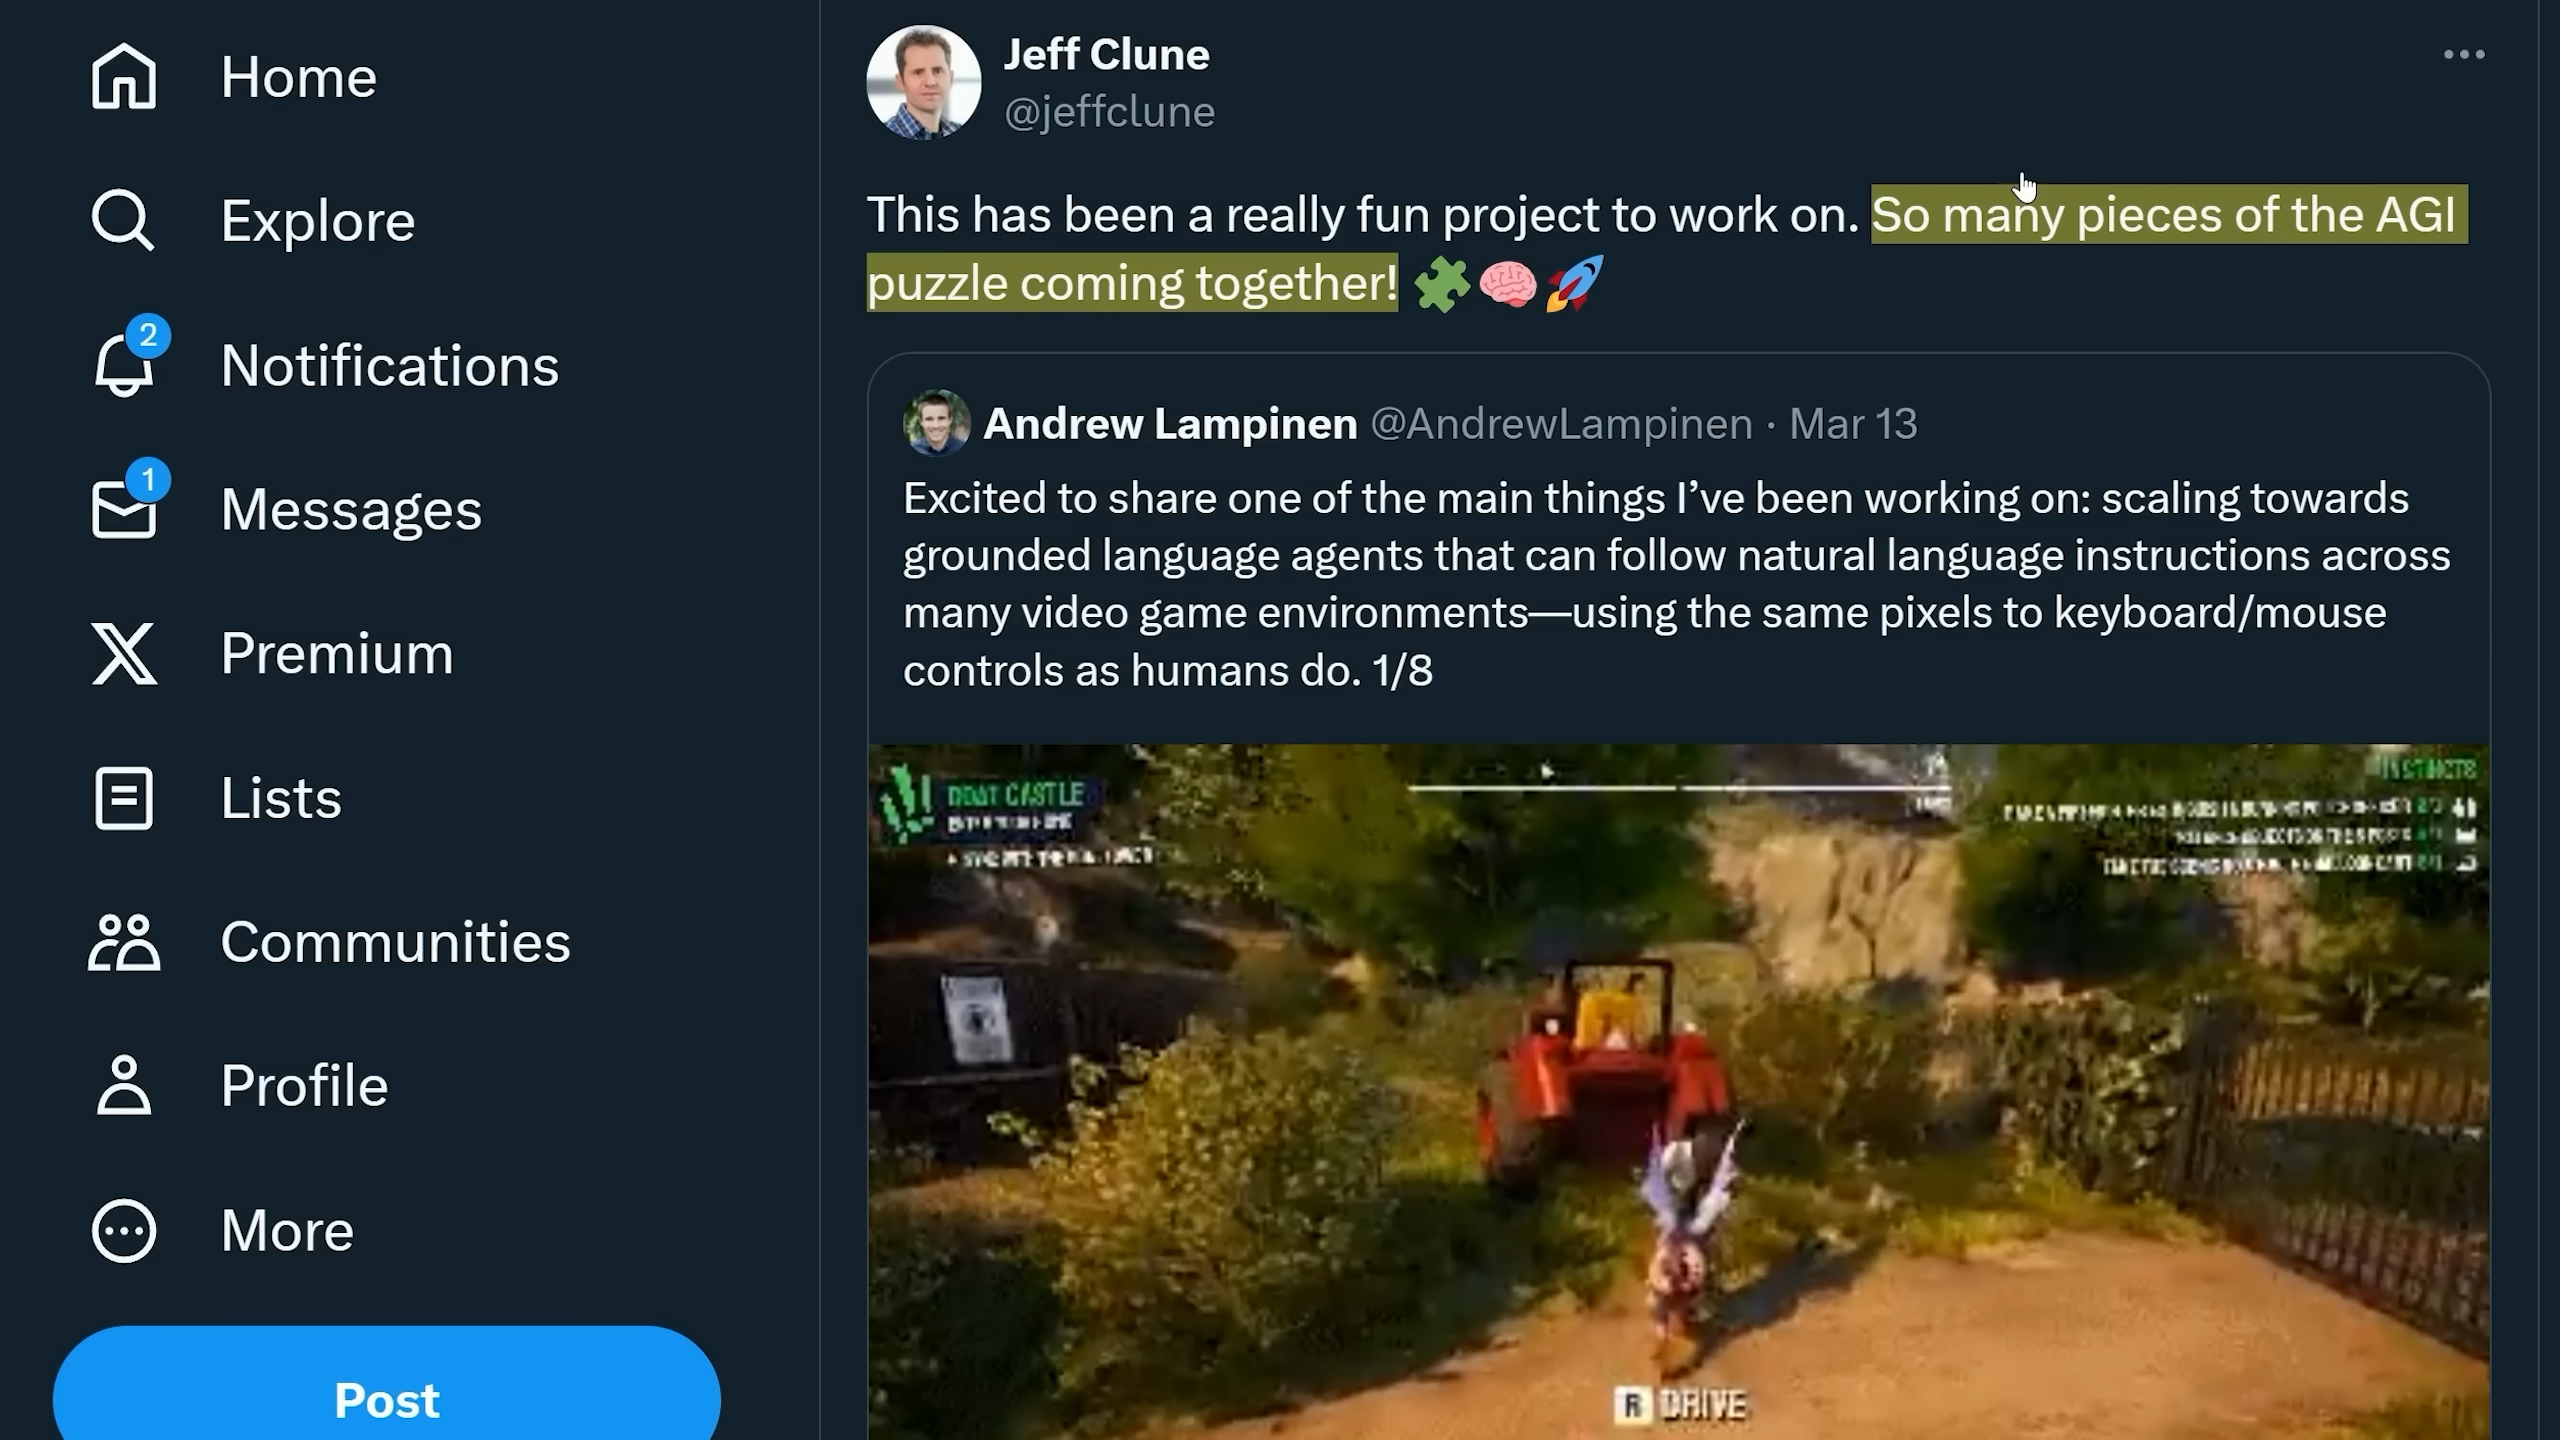 Home
Explore
2
Notifications
1
Messages
Premium
Lists
Communities
Profile
More
Post
Jeff Clune
@jeffclune
This has been a really fun project to work on. So many pieces of the AGI
puzzle coming together!
Andrew Lampinen @AndrewLampinen · Mar 13
Excited to share one of the main things I’ve been working on: scaling towards
grounded language agents that can follow natural language instructions across
many video game environments—using the same pixels to keyboard/mouse
controls as humans do. 1/8
CASTLE
INSTINCTS
R DRIVE